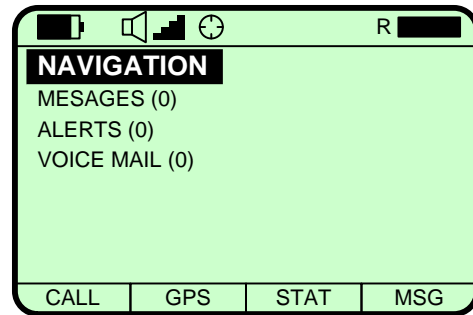 R
NAVIGATION
MESAGES (0)
ALERTS (0)
VOICE MAIL (0)
CALL GPS STAT MSG